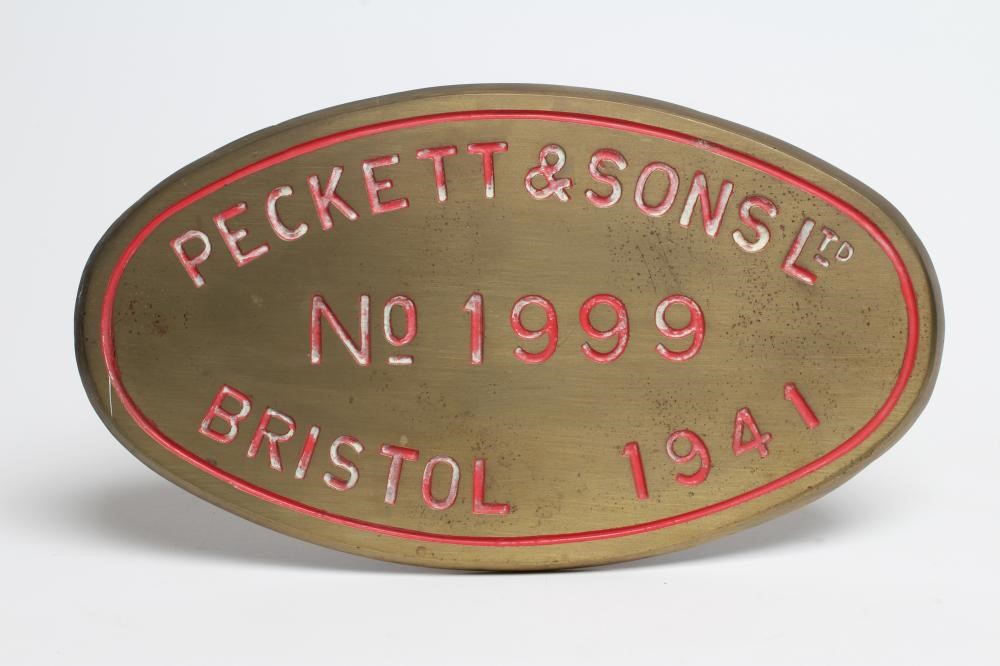 PECKETT & SONS LTD
No 1999
BRISTOL 1941